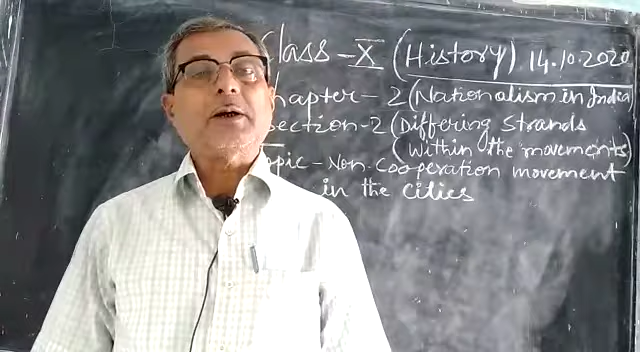 Class - X (History) 14.10.2020
hapter - 2 (Nationalism in India
ection-2 (Differing Strands
(Within the movements)
opic - Non-Cooperation movement
in the cities